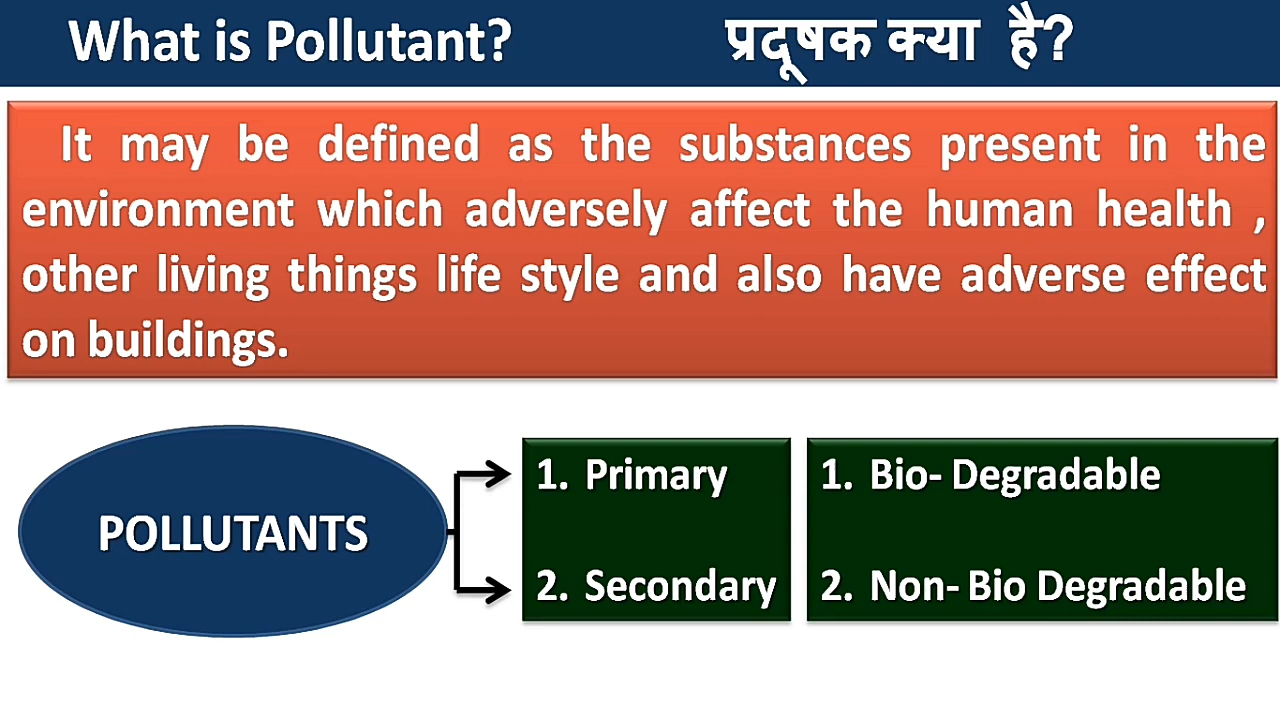 What is Pollutant? प्रदूषक क्या है?
It may be defined as the substances present in the
environment which adversely affect the human health ,
other living things life style and also have adverse effect
on buildings.
POLLUTANTS
1. Primary
2. Secondary
1. Bio- Degradable
2. Non- Bio Degradable